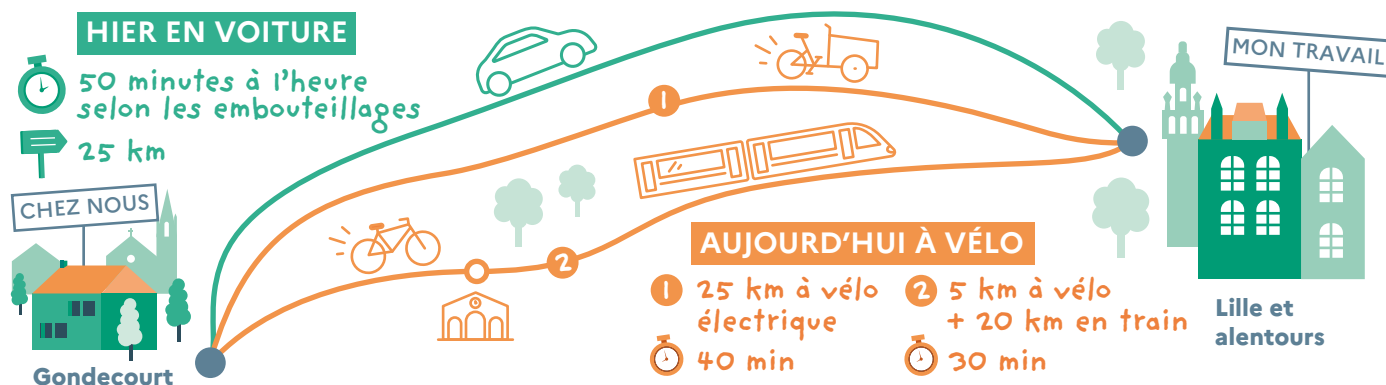 HIER EN VOITURE
50 minutes à l'heure
selon les embouteillages
25 km
CHEZ NOUS
Gondecourt
1
2
MON TRAVAIL
Lille et
alentours
AUJOURD'HUI À VÉLO
1 25 km à vélo
électrique
40 min
2 5 km à vélo
+ 20 km en train
30 min